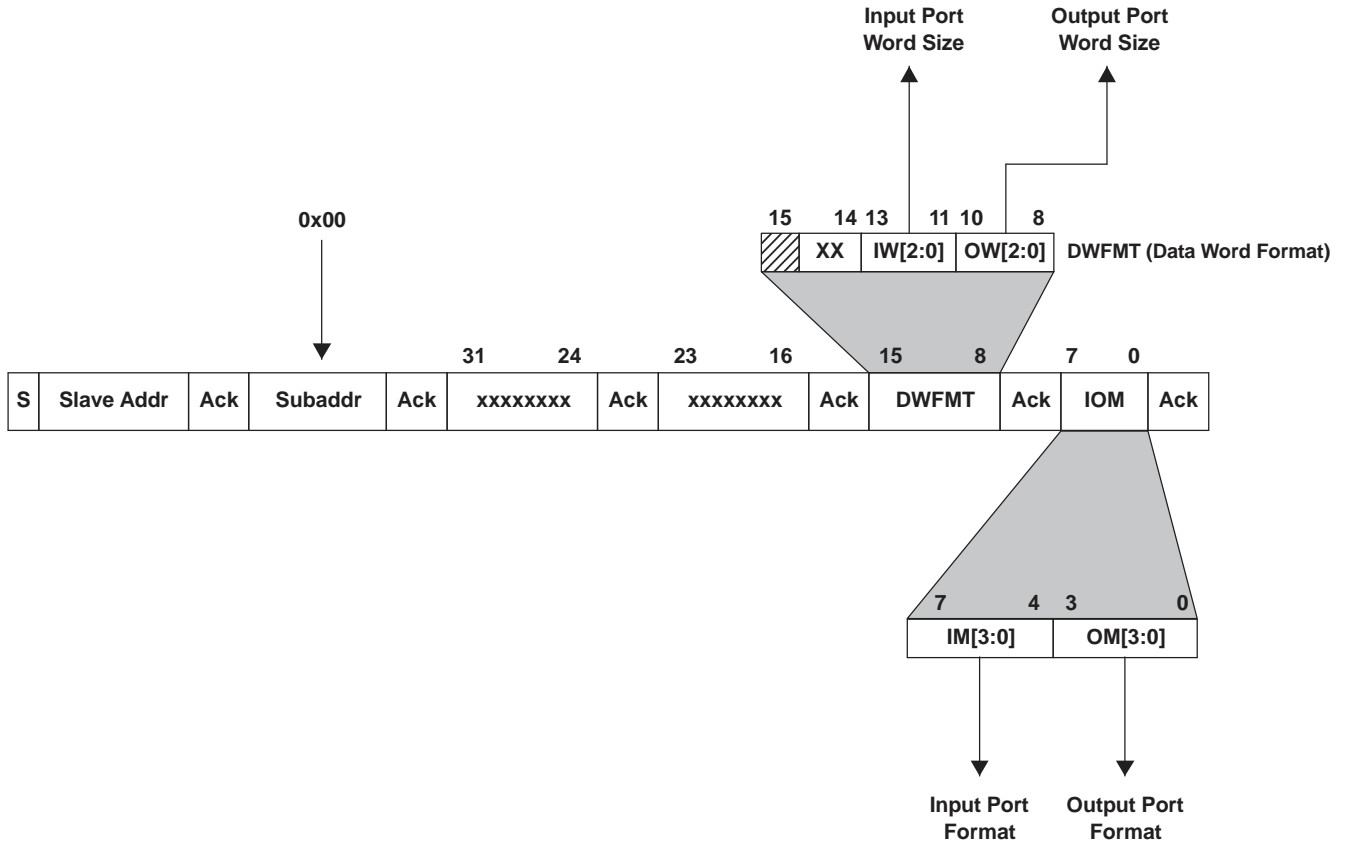 Input Port
Word Size
Output Port
Word Size
0x00
15 14 13 11 10 8
XX IW[2:0] OW[2:0] DWFMT (Data Word Format)
31 24 23 16 15 8 7 0
S Slave Addr Ack Subaddr Ack xxxxxxxx Ack xxxxxxxx Ack DWFMT Ack IOM Ack
7 4 3 0
IM[3:0] OM[3:0]
Input Port
Format
Output Port
Format